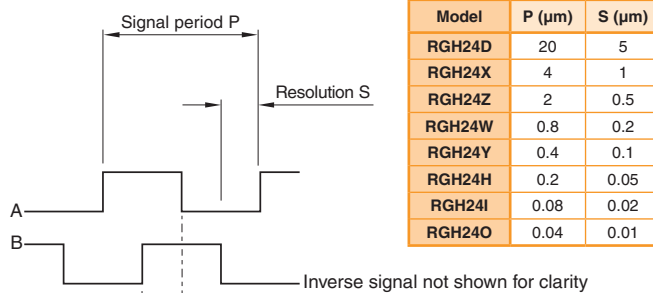 Signal period P
Resolution S
A
B
Inverse signal not shown for clarity
Model P (µm) S (µm)
RGH24D 20 5
RGH24X 4 1
RGH24Z 2 0.5
RGH24W 0.8 0.2
RGH24Y 0.4 0.1
RGH24H 0.2 0.05
RGH24I 0.08 0.02
RGH24O 0.04 0.01